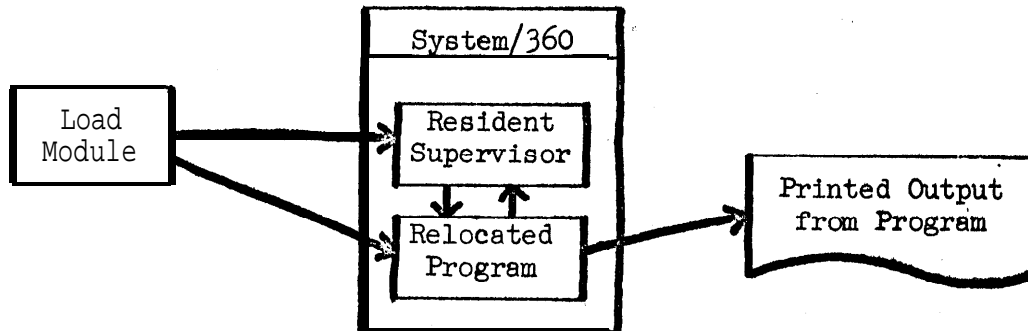 System/360
Load
Module
Resident
Supervisor
Relocated
Program
Printed Output
from Program